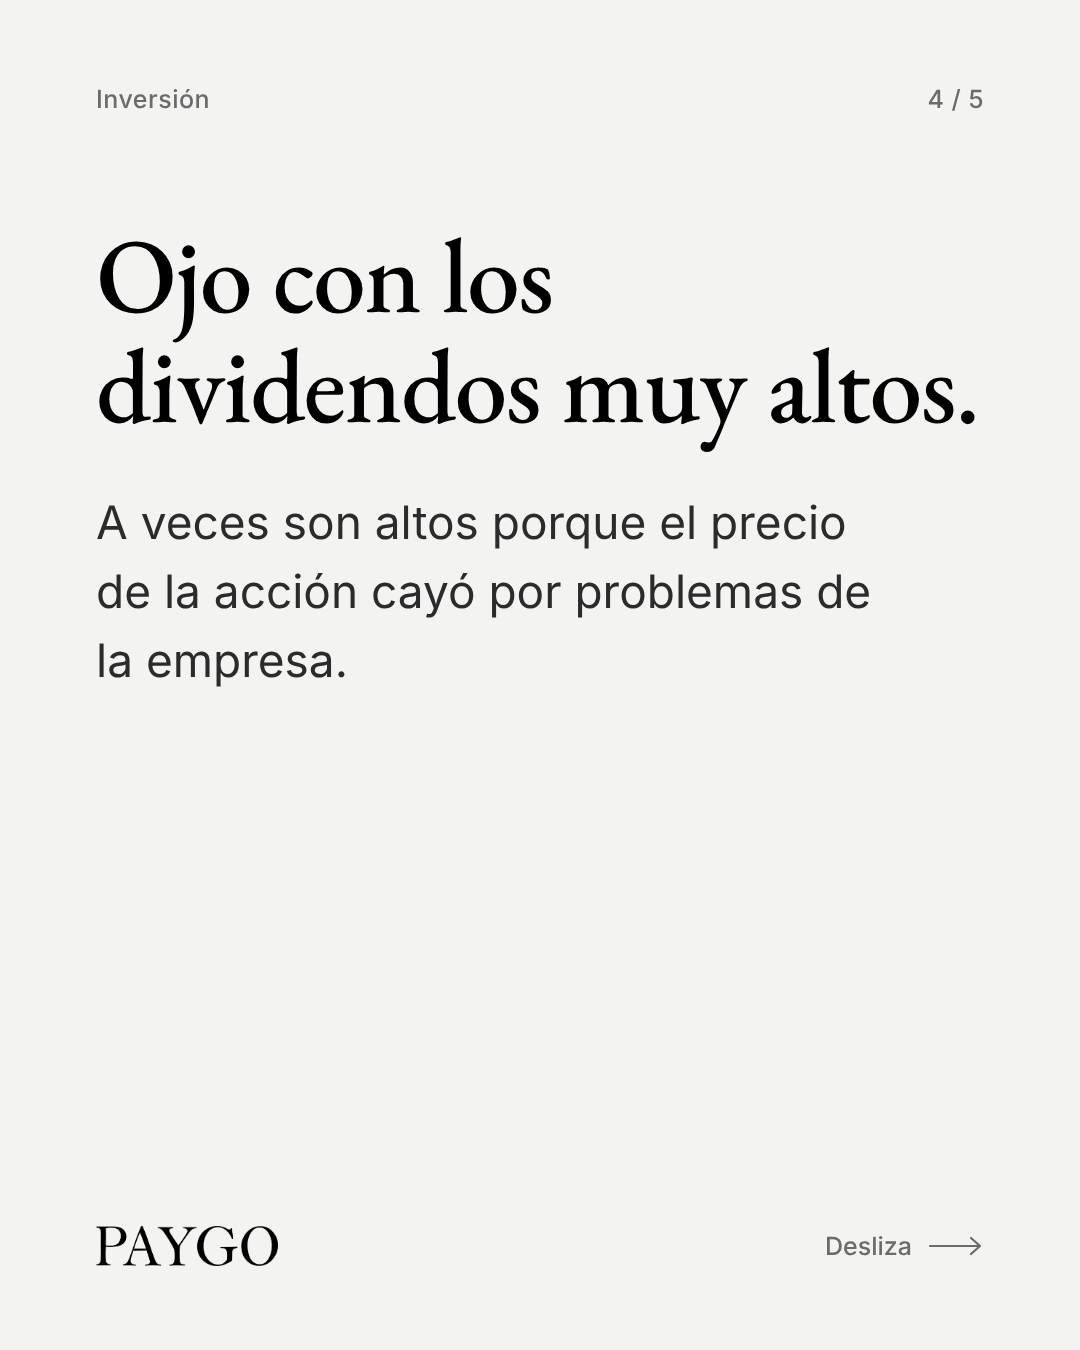 Inversión
4 / 5
Ojo con los
dividendos muy altos.
A veces son altos porque el precio
de la acción cayó por problemas de
la empresa.
PAYGO
Desliza